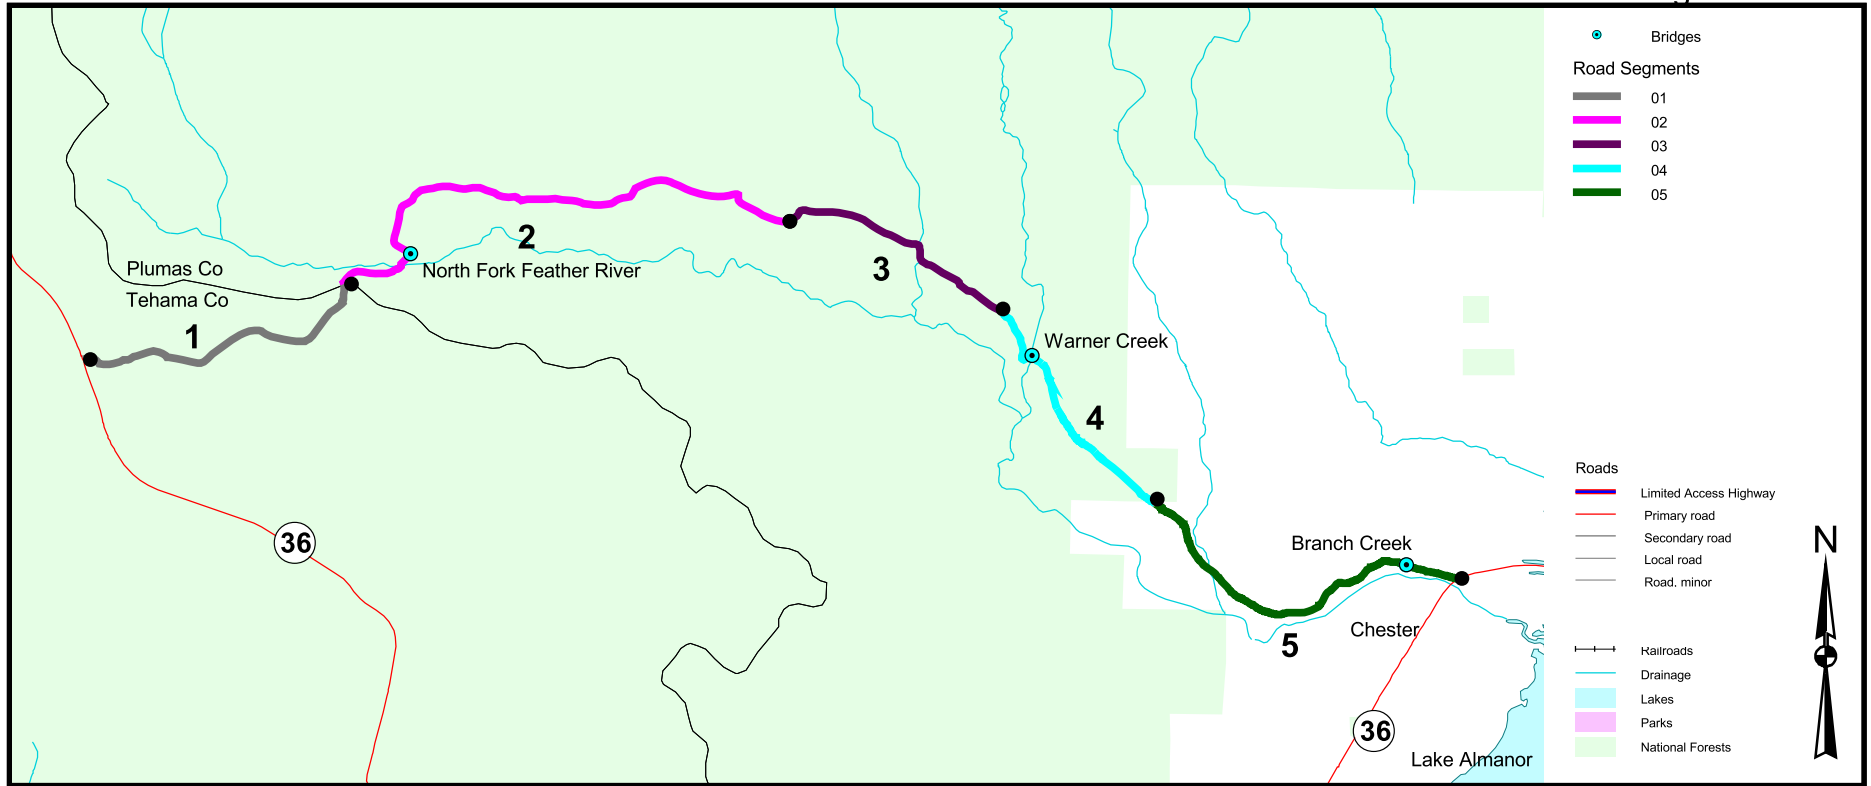 Bridges
Road Segments
01
02
03
04
05
2
Plumas Co
North Fork Feather River
3
Tehama Co
1
Warner Creek
4
36
Branch Creek
Chester
5
36
Lake Almanor
Roads
Limited Access Highway
Primary road
Secondary road
Local road
Road, minor
Railroads
Drainage
Lakes
Parks
National Forests
N